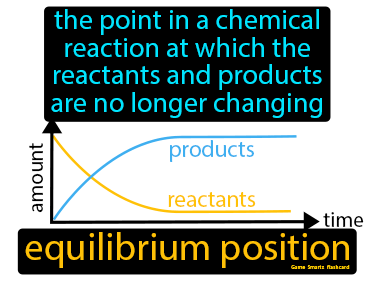 the point in a chemical
reaction at which the
reactants and products
are no longer changing
amount
products
reactants
time
equilibrium position
Game Smarts flashcard